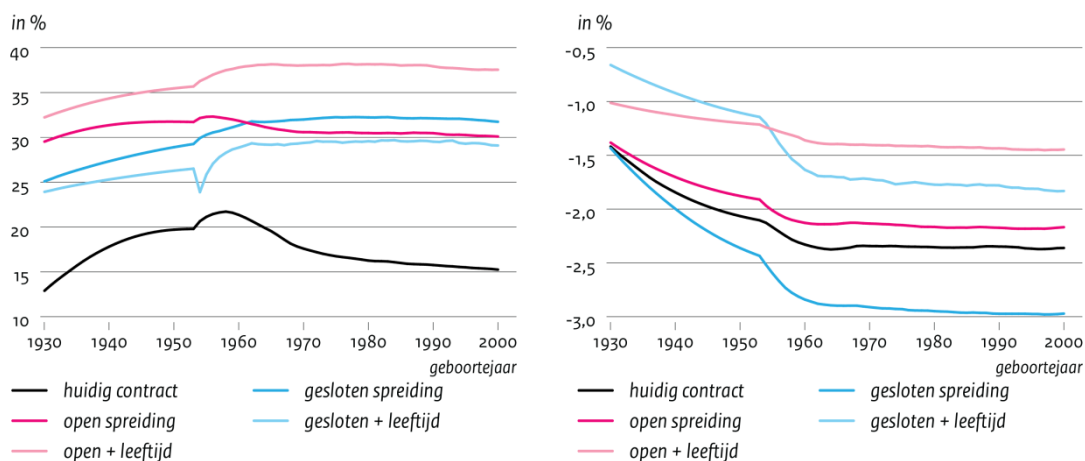 in %
40
35
30
25
20
15
10
1930 1940 1950 1960 1970 1980 1990 2000
geboortejaar
huidig contract
gesloten spreiding
open spreiding
gesloten + leeftijd
open + leeftijd
in %
-0,5
-1,0
-1,5
-2,0
-2,5
-3,0
1930 1940 1950 1960 1970 1980 1990 2000
geboortejaar
huidig contract
gesloten spreiding
open spreiding
gesloten + leeftijd
open + leeftijd